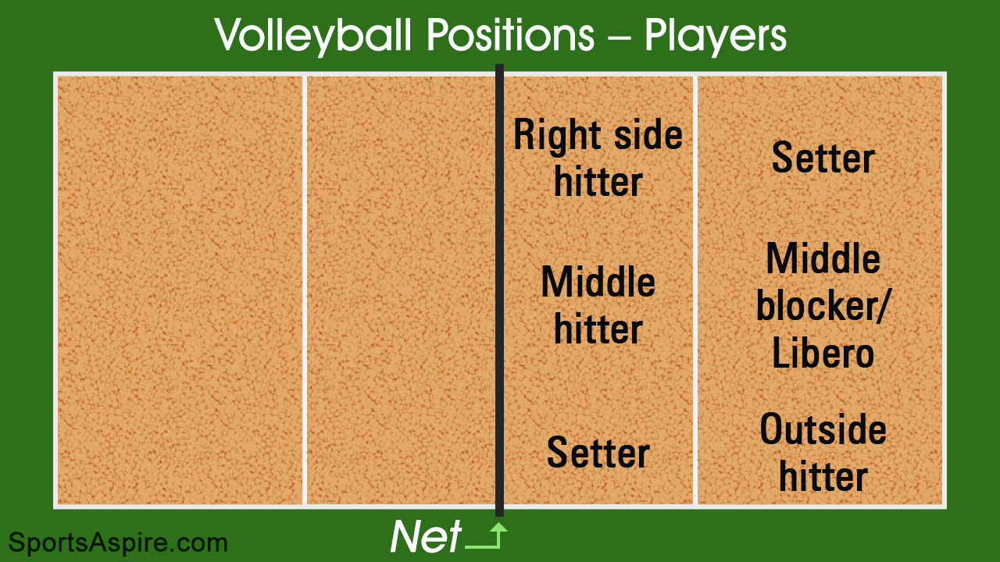 Volleyball Positions – Players
Right side
hitter
Setter
Middle
hitter
Middle
blocker/
Libero
Setter
Outside
hitter
Net
SportsAspire.com